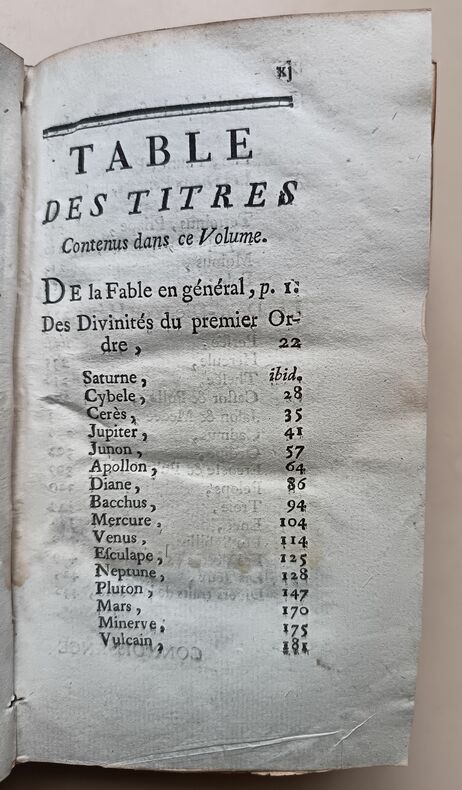 xj
TABLE
DES TITRES
Contenus dans ce Volume.
DE la Fable en général, p. 1.
Des Divinités du premier Or-
dre, 22
Saturne, ibid.
Cybele, 28
Cerès, 35
Jupiter, 41
Junon, 57
Apollon, 64
Diane, 86
Bacchus, 94
Mercure, 104
Venus, 114
Esculape, 125
Neptune, 128
Pluton, 147
Mars, 170
Minerve, 175
Vulcain, 181